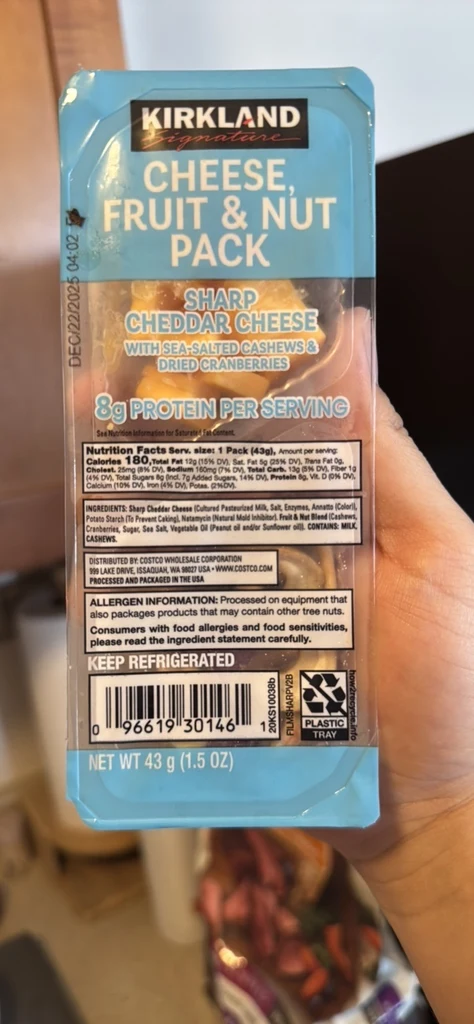 KIRKLAND
Signature
CHEESE,
FRUIT & NUT
PACK
DEC/22/2025 04:02
SHARP
CHEDDAR CHEESE
WITH SEA-SALTED CASHEWS &
DRIED CRANBERRIES
8g PROTEIN PER SERVING
See Nutrition Information for Saturated Fat Content.
Nutrition Facts Serv. size: 1 Pack (43g), Amount per serving:
Calories 180, Total Fat 12g (15% DV), Sat. Fat 5g (25% DV), Trans Fat 0g,
Cholest. 25mg (8% DV), Sodium 160mg (7% DV), Total Carb. 13g (5% DV), Fiber 1g
(4% DV), Total Sugars 8g (Incl. 7g Added Sugars, 14% DV), Protein 8g, Vit. D (0% DV),
Calcium (10% DV), Iron (4% DV), Potas. (2%DV).
INGREDIENTS: Sharp Cheddar Cheese (Cultured Pasteurized Milk, Salt, Enzymes, Annatto (Color)),
Potato Starch (To Prevent Caking), Natamycin (Natural Mold Inhibitor). Fruit & Nut Blend (Cashews,
Cranberries, Sugar, Sea Salt, Vegetable Oil (Peanut oil and/or Sunflower oil)). CONTAINS: MILK,
CASHEWS.
DISTRIBUTED BY: COSTCO WHOLESALE CORPORATION
999 LAKE DRIVE, ISSAQUAH, WA 98027 USA • WWW.COSTCO.COM
PROCESSED AND PACKAGED IN THE USA
ALLERGEN INFORMATION: Processed on equipment that
also packages products that may contain other tree nuts.
Consumers with food allergies and food sensitivities,
please read the ingredient statement carefully.
KEEP REFRIGERATED
0 96619 30146 1
20KS10038b
FILMSHARPV2B
PLASTIC
TRAY
how2recycle.info
NET WT 43 g (1.5 OZ)